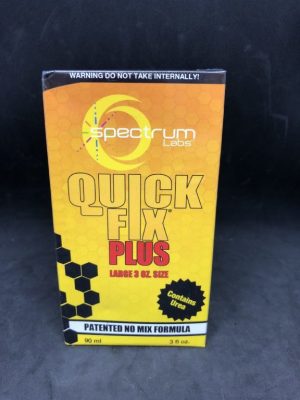 WARNING DO NOT TAKE INTERNALLY!
spectrum
Labs
QUICK
FIX®
PLUS
LARGE 3 OZ. SIZE
Contains
Urea
PATENTED NO MIX FORMULA
90 ml 3 fl oz.